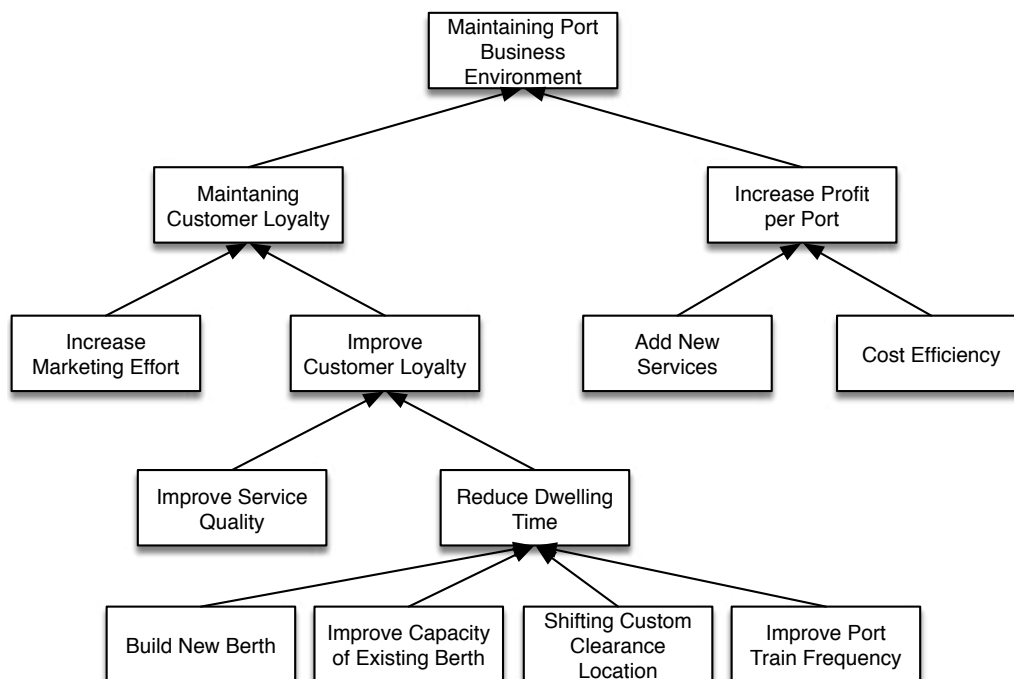 Maintaining Port
Business
Environment
Maintaning
Customer Loyalty
Increase Profit
per Port
Increase
Marketing Effort
Improve
Customer Loyalty
Add New
Services
Cost Efficiency
Improve Service
Quality
Reduce Dwelling
Time
Build New Berth
Improve Capacity
of Existing Berth
Shifting Custom
Clearance
Location
Improve Port
Train Frequency